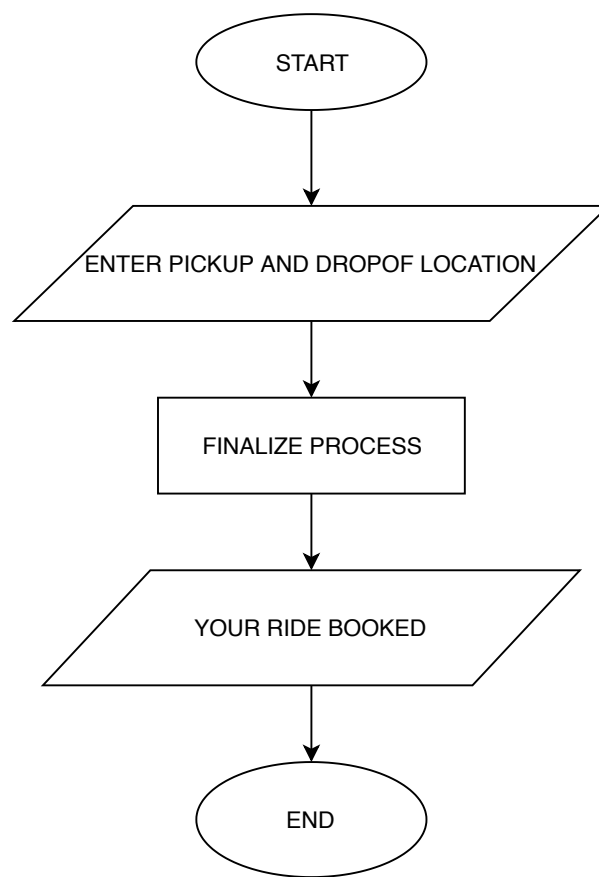 START
ENTER PICKUP AND DROPOF LOCATION
FINALIZE PROCESS
YOUR RIDE BOOKED
END